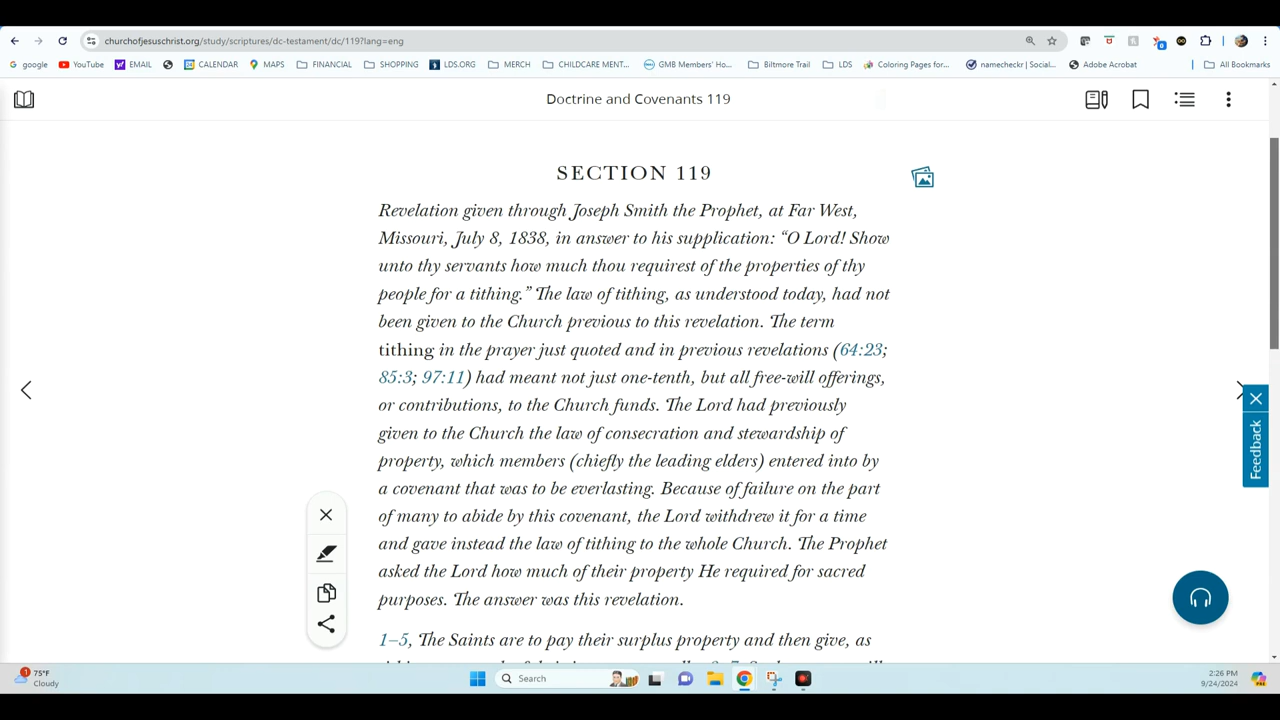 churchofjesuschrist.org/study/scriptures/dc-testament/dc/119?lang=eng
google YouTube EMAIL CALENDAR MAPS FINANCIAL SHOPPING LDS.ORG MERCH CHILDCARE MENT... GMB Members' Ho... Biltmore Trail LDS Coloring Pages for... namecheckr | Social... Adobe Acrobat All Bookmarks
Doctrine and Covenants 119
SECTION 119
Revelation given through Joseph Smith the Prophet, at Far West,
Missouri, July 8, 1838, in answer to his supplication: “O Lord! Show
unto thy servants how much thou requirest of the properties of thy
people for a tithing.” The law of tithing, as understood today, had not
been given to the Church previous to this revelation. The term
tithing in the prayer just quoted and in previous revelations (64:23;
85:3; 97:11) had meant not just one-tenth, but all free-will offerings,
or contributions, to the Church funds. The Lord had previously
given to the Church the law of consecration and stewardship of
property, which members (chiefly the leading elders) entered into by
a covenant that was to be everlasting. Because of failure on the part
of many to abide by this covenant, the Lord withdrew it for a time
and gave instead the law of tithing to the whole Church. The Prophet
asked the Lord how much of their property He required for sacred
purposes. The answer was this revelation.
1–5, The Saints are to pay their surplus property and then give, as
Feedback
1
75°F
Cloudy
Search
2:26 PM
9/24/2024